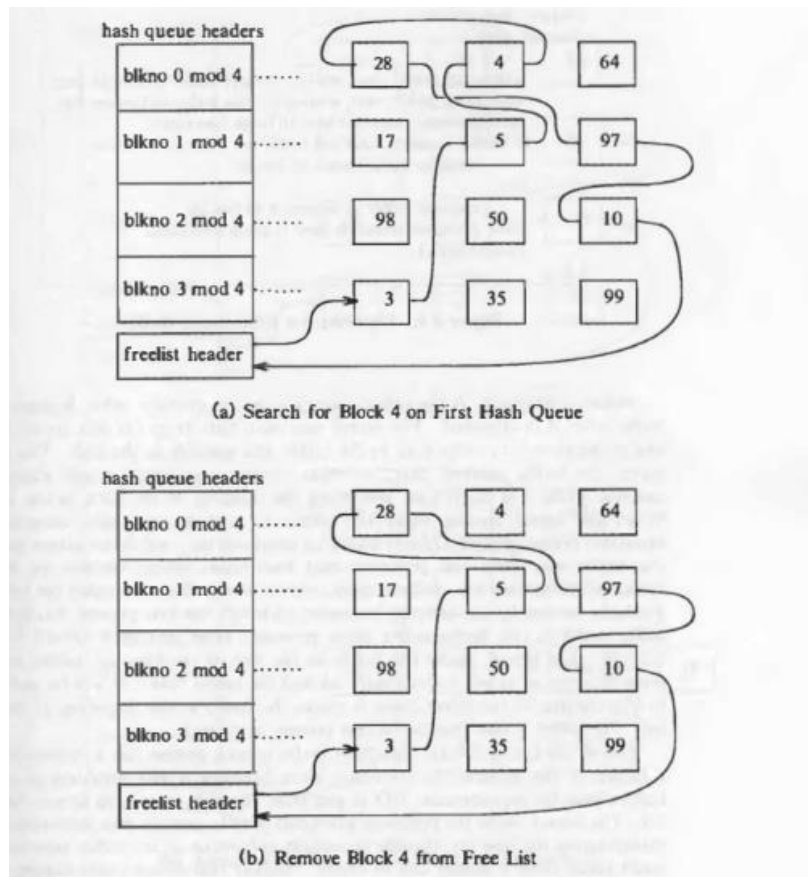 hash queue headers
blkno 0 mod 4 28 4 64
blkno 1 mod 4 17 5 97
blkno 2 mod 4 98 50 10
blkno 3 mod 4 3 35 99
freelist header
(a) Search for Block 4 on First Hash Queue
hash queue headers
blkno 0 mod 4 28 4 64
blkno 1 mod 4 17 5 97
blkno 2 mod 4 98 50 10
blkno 3 mod 4 3 35 99
freelist header
(b) Remove Block 4 from Free List